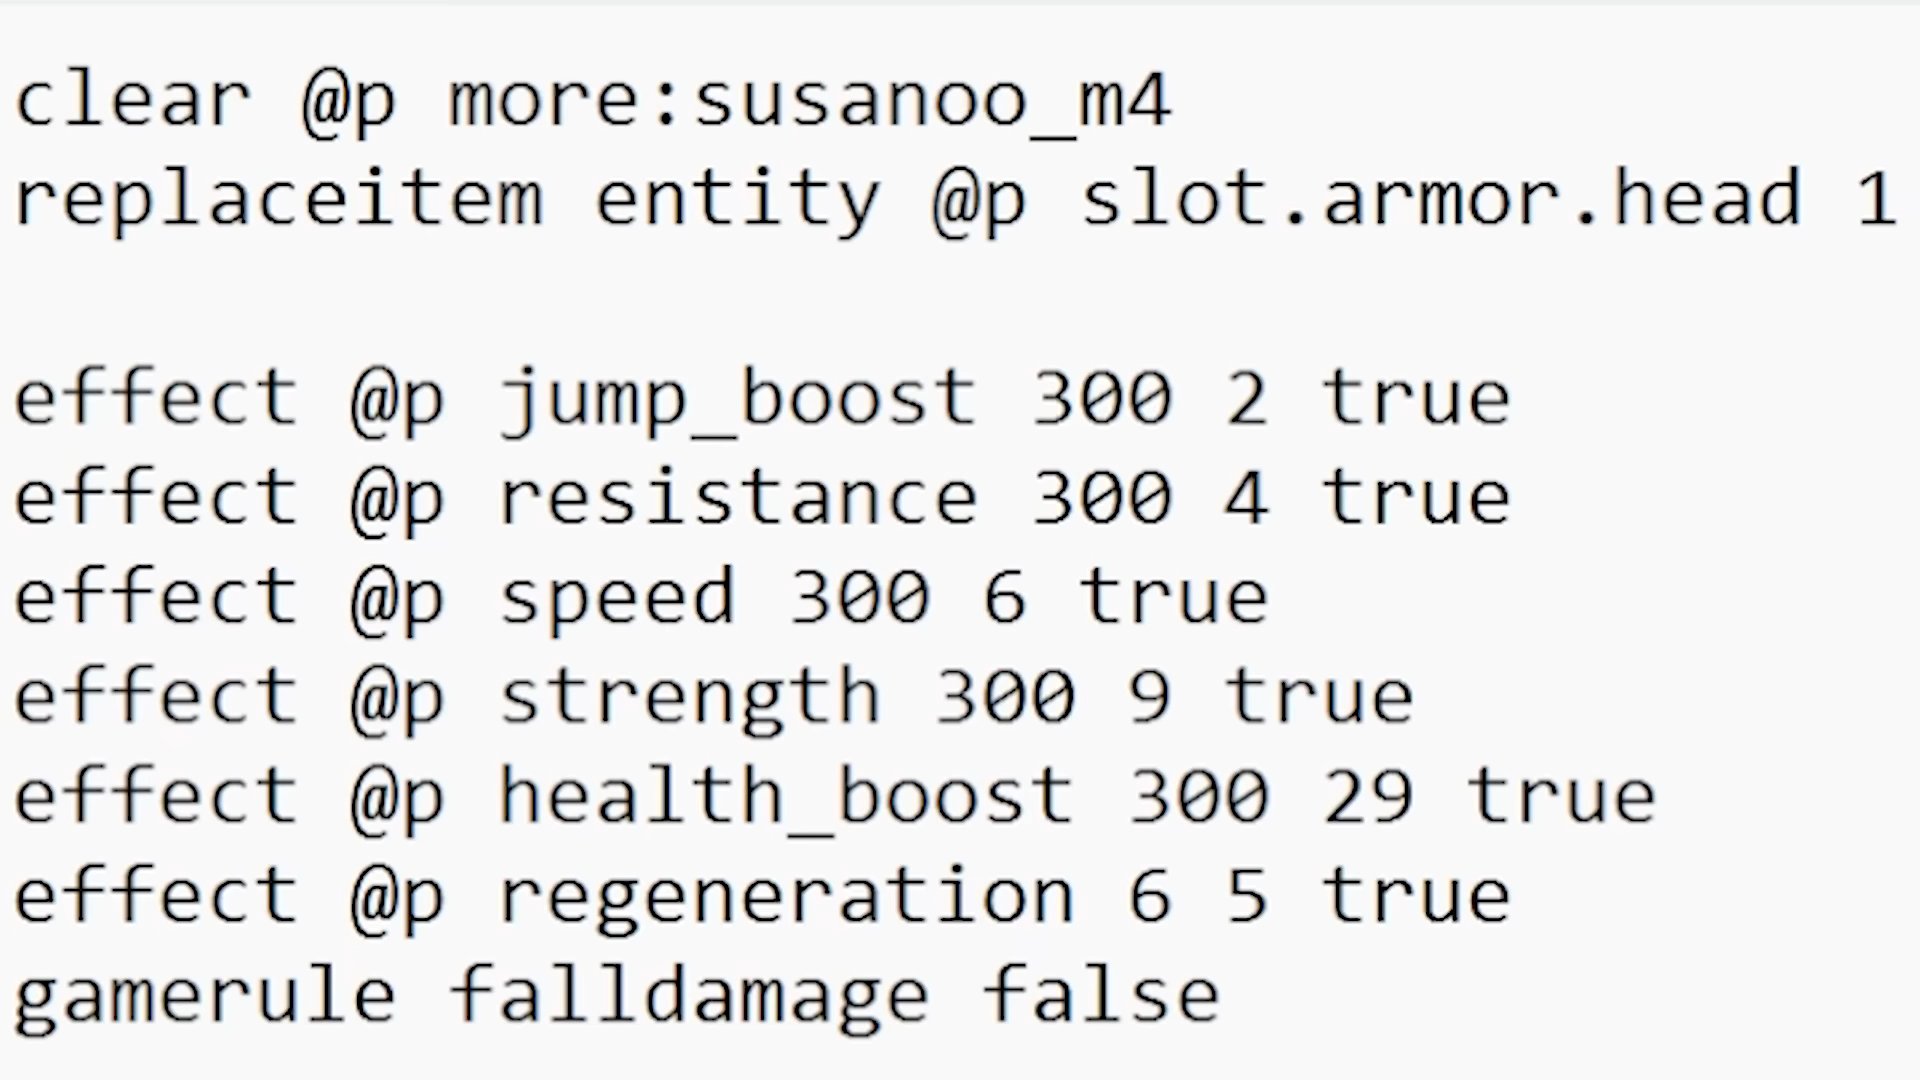 clear @p more:susanoo_m4
replaceitem entity @p slot.armor.head 1
effect @p jump_boost 300 2 true
effect @p resistance 300 4 true
effect @p speed 300 6 true
effect @p strength 300 9 true
effect @p health_boost 300 29 true
effect @p regeneration 6 5 true
gamerule falldamage false